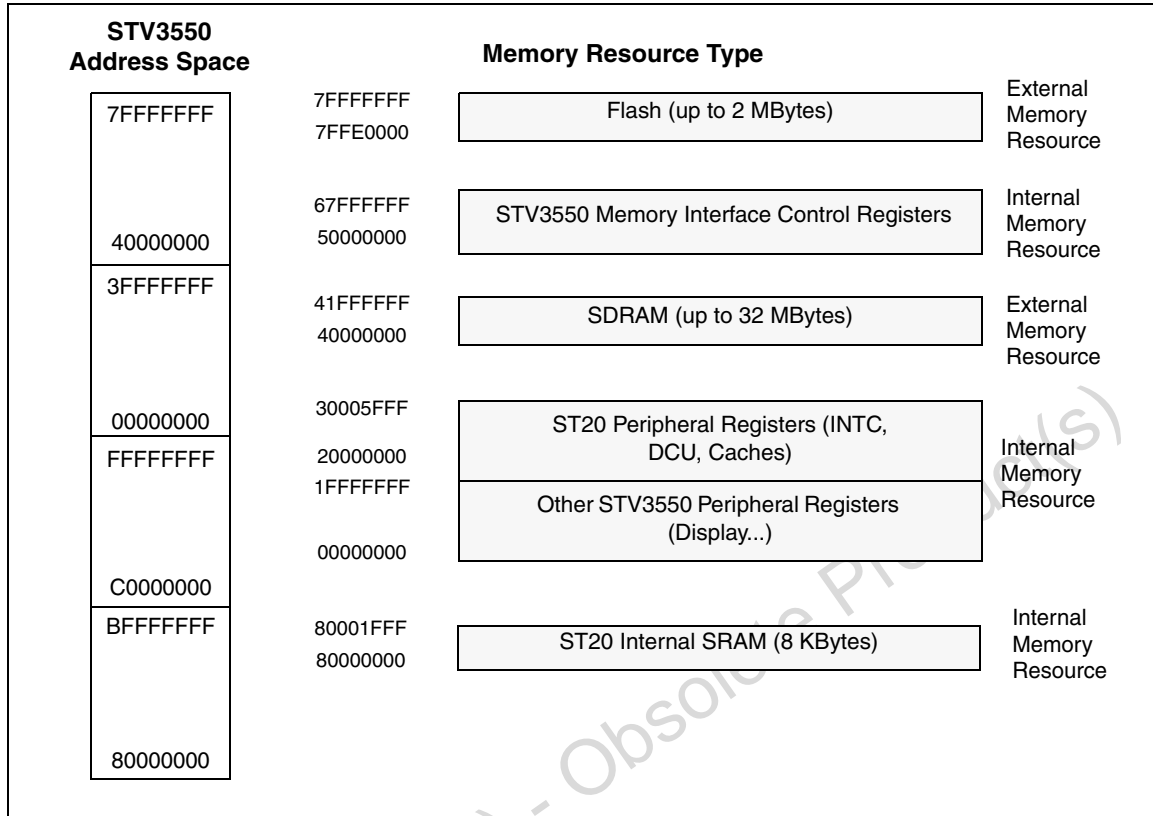 STV3550
Address Space
Memory Resource Type
7FFFFFFF
40000000
3FFFFFFF
00000000
FFFFFFFF
C0000000
BFFFFFFF
80000000
7FFFFFFF
7FFE0000
Flash (up to 2 MBytes)
External
Memory
Resource
67FFFFFF
50000000
STV3550 Memory Interface Control Registers
Internal
Memory
Resource
41FFFFFF
40000000
SDRAM (up to 32 MBytes)
External
Memory
Resource
30005FFF
20000000
ST20 Peripheral Registers (INTC,
DCU, Caches)
1FFFFFFF
00000000
Other STV3550 Peripheral Registers
(Display...)
Internal
Memory
Resource
80001FFF
80000000
ST20 Internal SRAM (8 KBytes)
Internal
Memory
Resource
) - Obsolete Product(s)